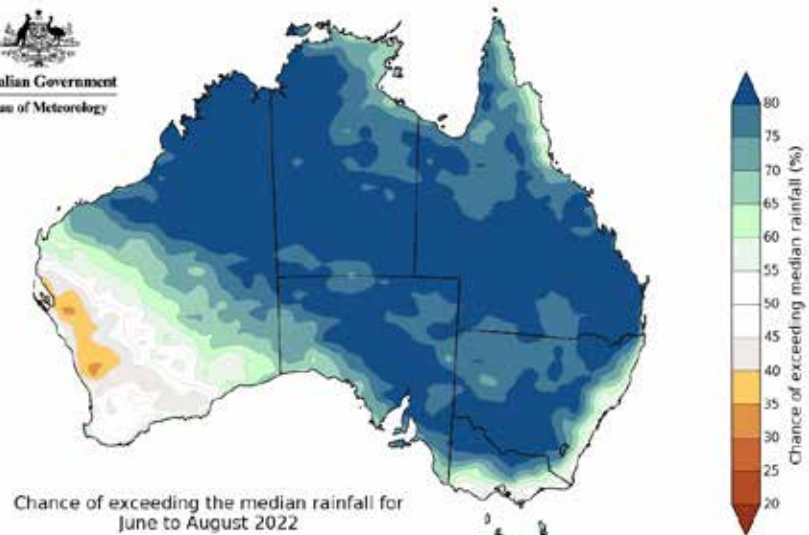 alian Government
au of Meteorology
80
75
70
65
60
55
50
45
40
35
30
25
20
Chance of exceeding median rainfall (%)
Chance of exceeding the median rainfall for
June to August 2022